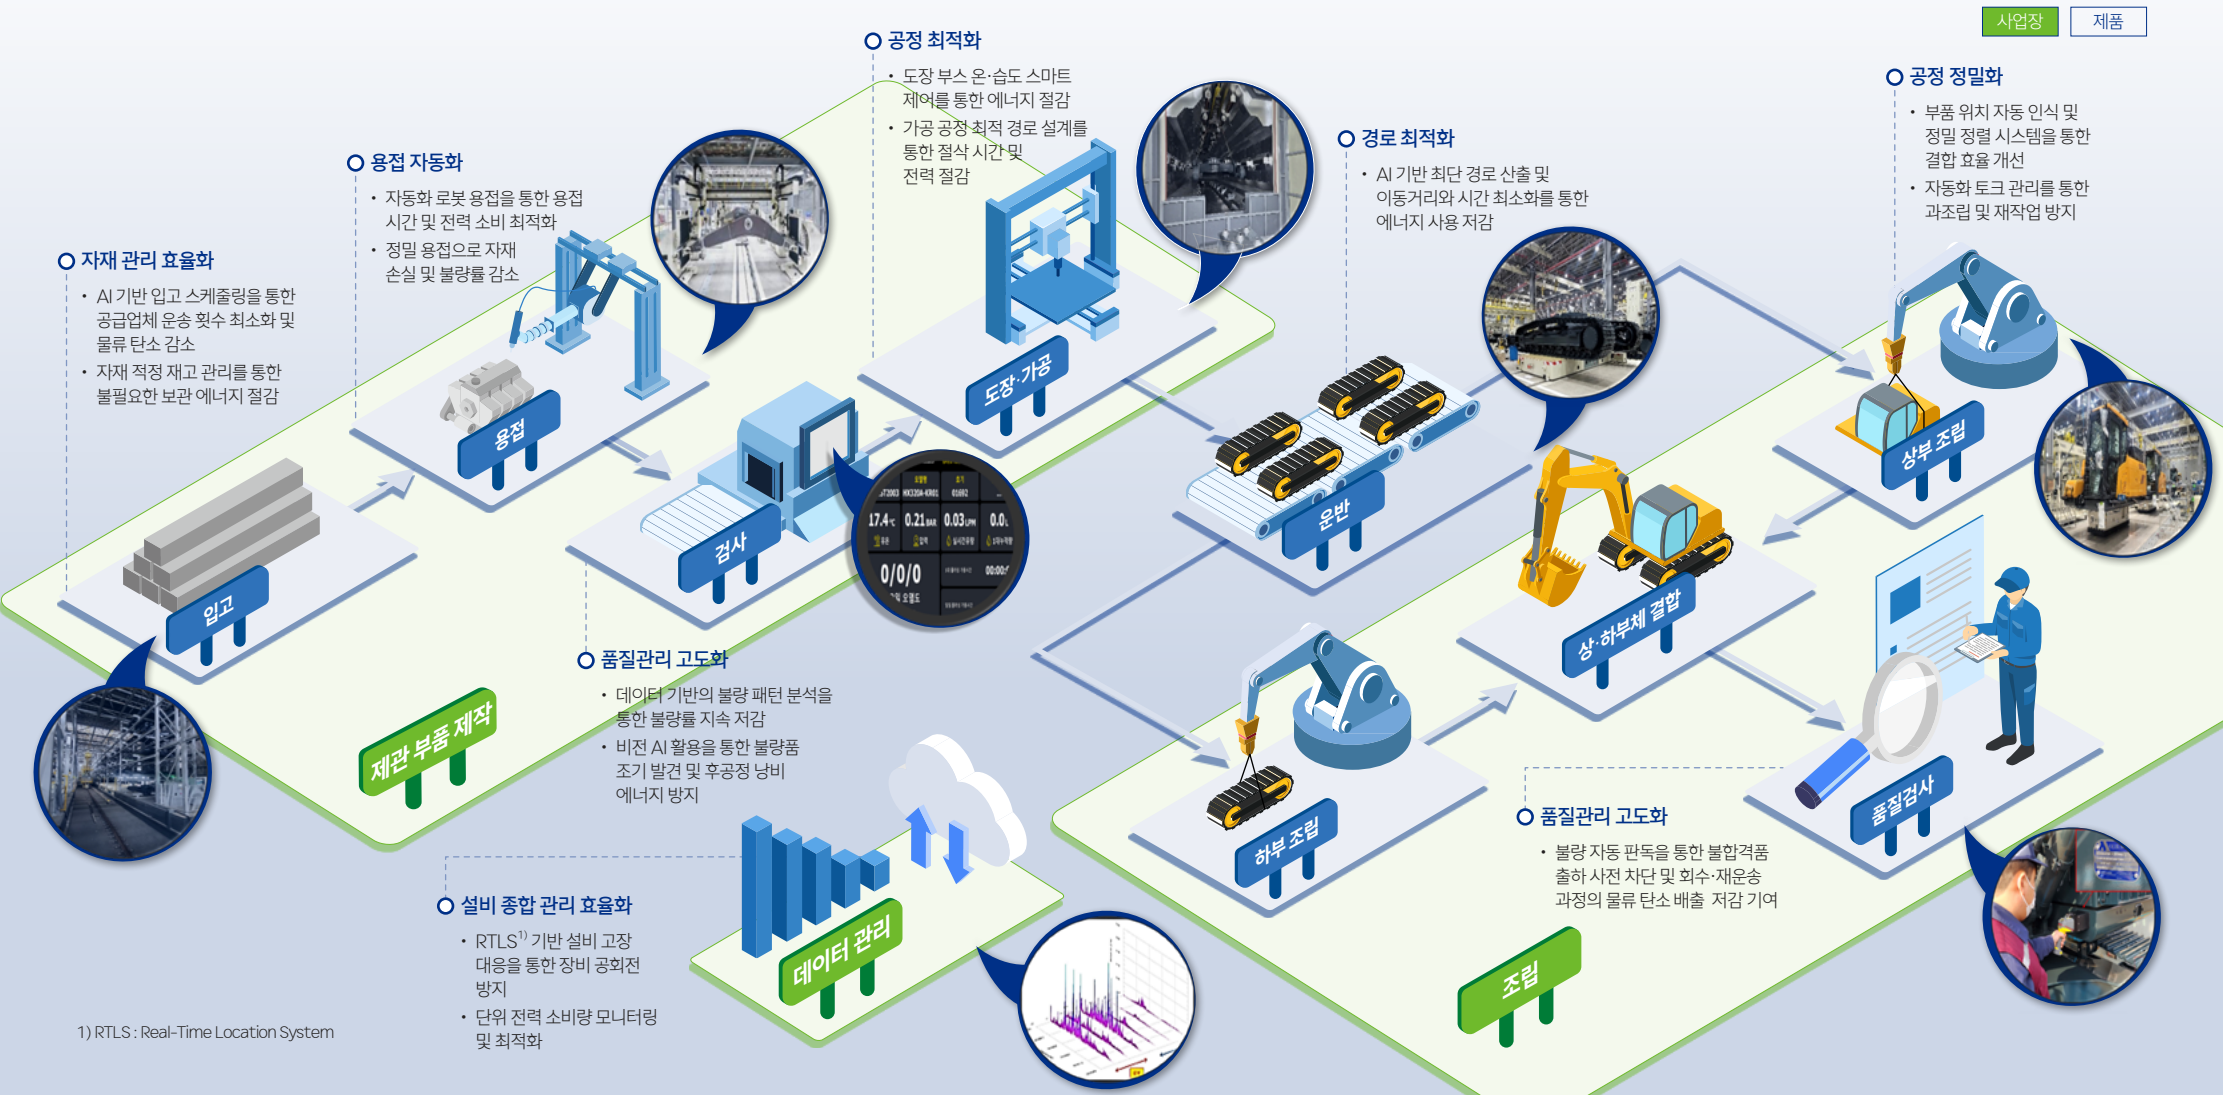 사업장
제품
공정 최적화
• 도장 부스 온·습도 스마트
제어를 통한 에너지 절감
• 가공 공정 최적 경로 설계를
통한 절삭 시간 및
전력 절감
공정 정밀화
• 부품 위치 자동 인식 및
정밀 정렬 시스템을 통한
결합 효율 개선
• 자동화 토크 관리를 통한
과조립 및 재작업 방지
경로 최적화
• AI 기반 최단 경로 산출 및
이동거리와 시간 최소화를 통한
에너지 사용 저감
용접 자동화
• 자동화 로봇 용접을 통한 용접
시간 및 전력 소비 최적화
• 정밀 용접으로 자재
손실 및 불량률 감소
자재 관리 효율화
• AI 기반 입고 스케줄링을 통한
공급업체 운송 횟수 최소화 및
물류 탄소 감소
• 자재 적정 재고 관리를 통한
불필요한 보관 에너지 절감
입고
용접
검사
도장·가공
운반
상부 조립
상·하부체 결합
하부 조립
품질검사
제관 부품 제작
HX320A-KR01
01692
17.4℃
0.21BAR
0.03LPM
0.0
0/0/0
00:00:
품질관리 고도화
• 데이터 기반의 불량 패턴 분석을
통한 불량률 지속 저감
• 비전 AI 활용을 통한 불량품
조기 발견 및 후공정 낭비
에너지 방지
품질관리 고도화
• 불량 자동 판독을 통한 불합격품
출하 사전 차단 및 회수·재운송
과정의 물류 탄소 배출 저감 기여
설비 종합 관리 효율화
• RTLS1) 기반 설비 고장
대응을 통한 장비 공회전
방지
• 단위 전력 소비량 모니터링
및 최적화
데이터 관리
조립
1) RTLS : Real-Time Location System